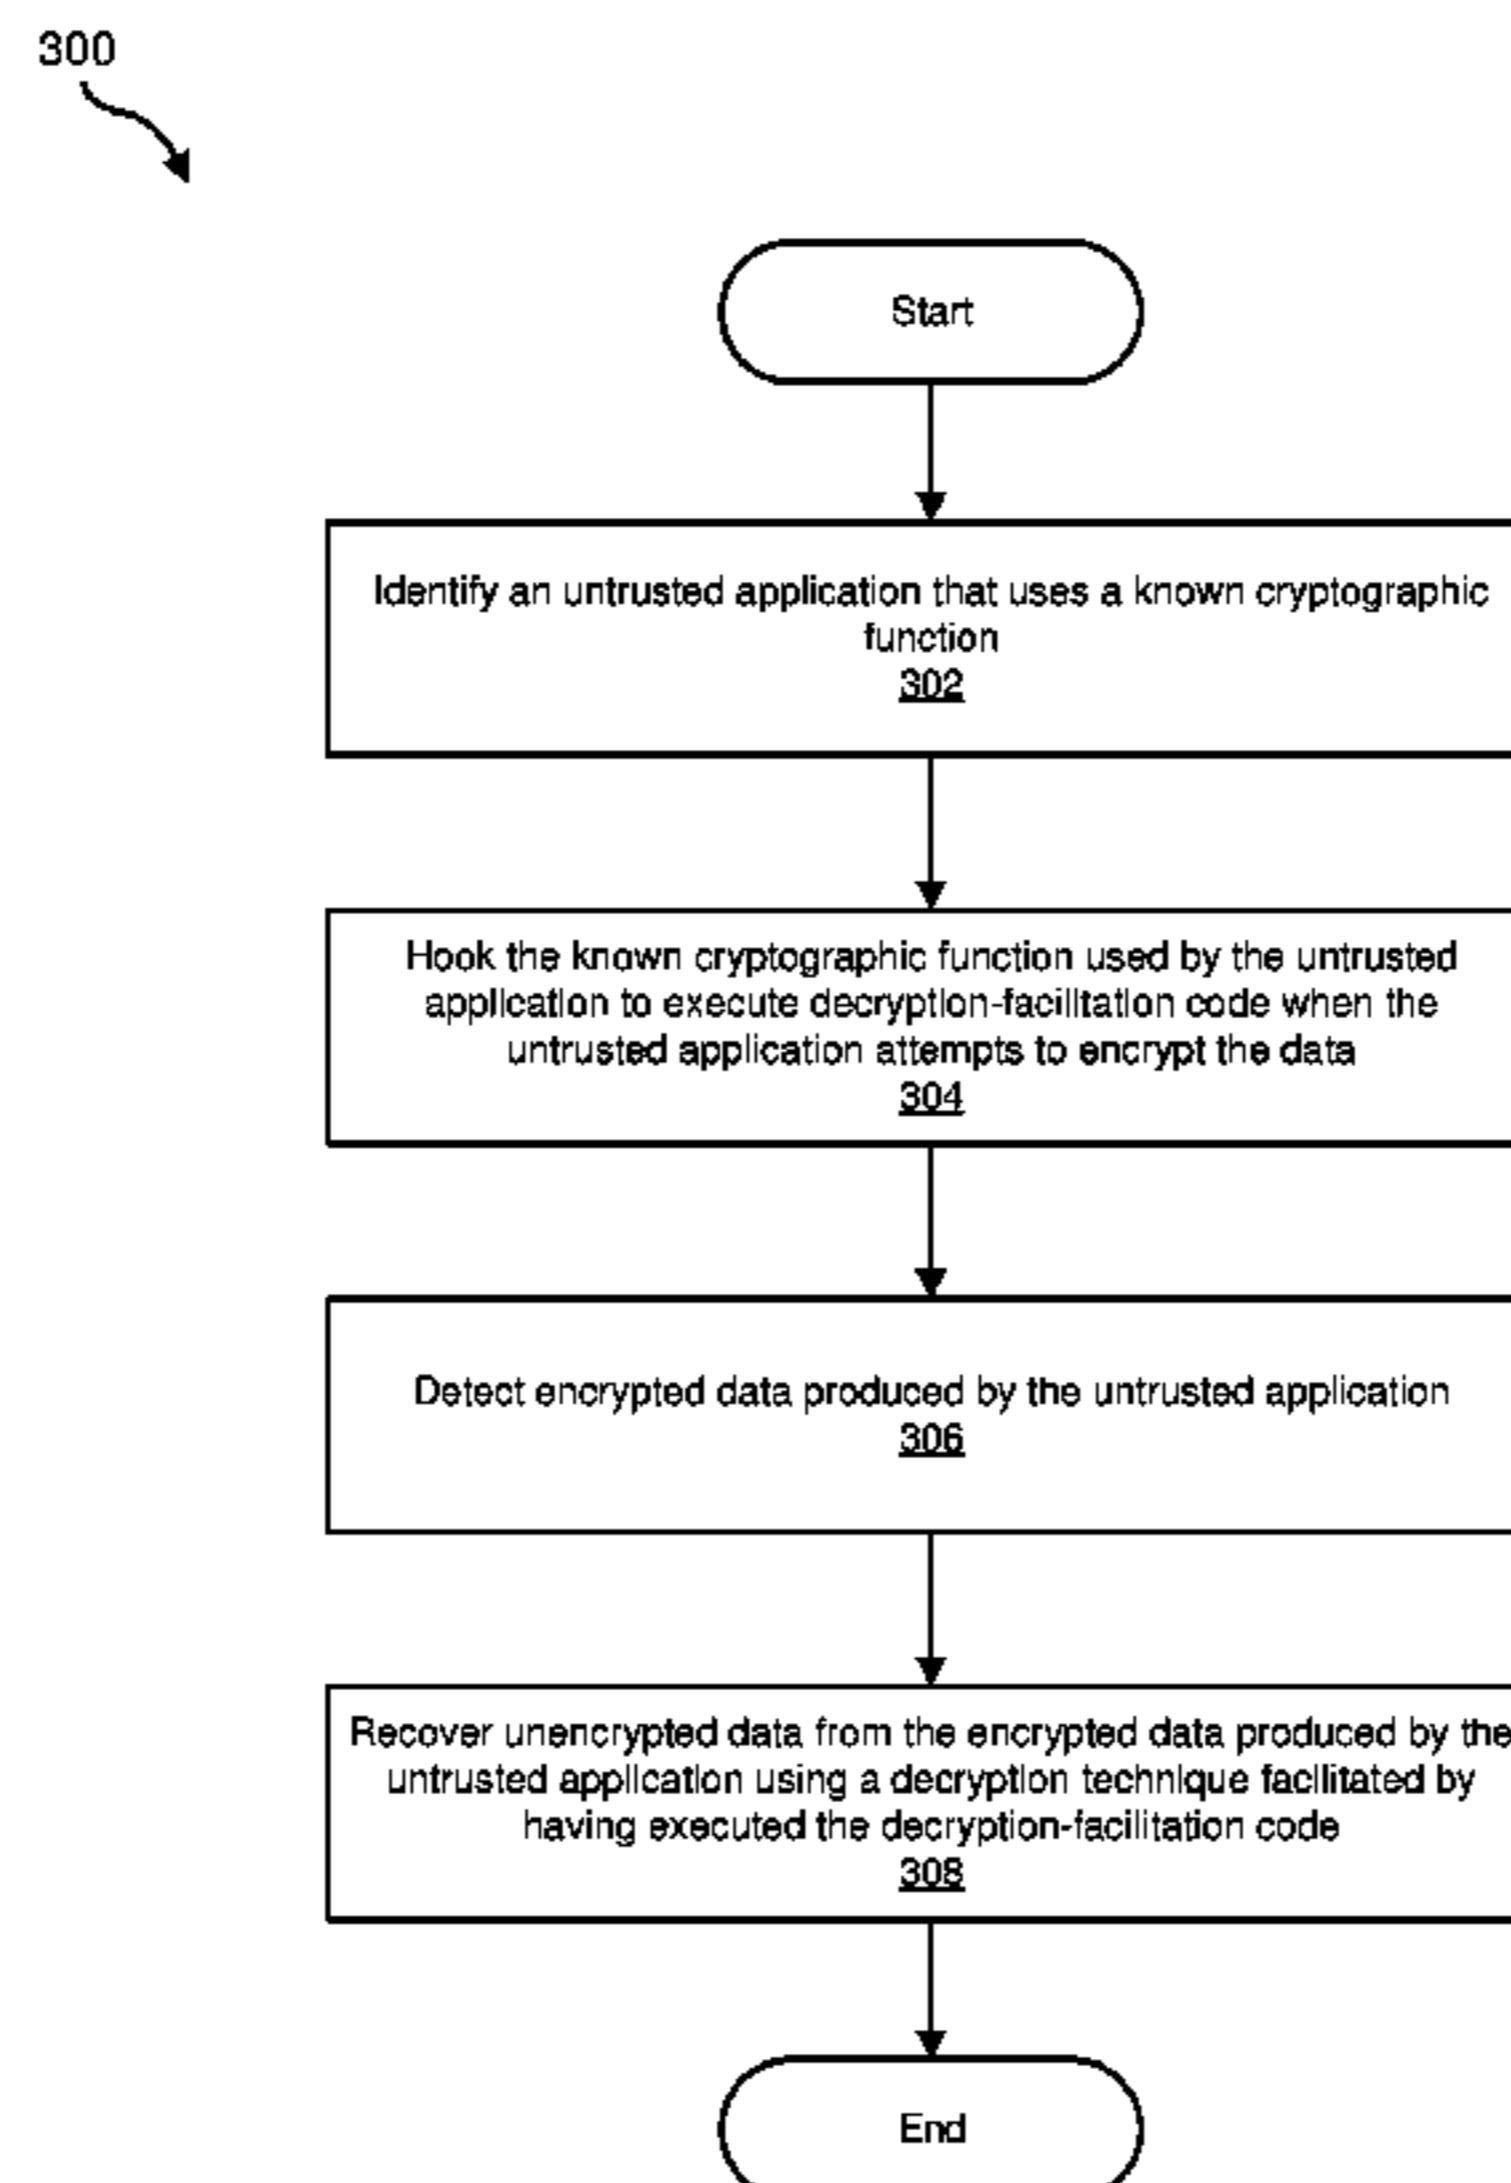 300
Start
Identify an untrusted application that uses a known cryptographic
function
302
Hook the known cryptographic function used by the untrusted
application to execute decryption-facilitation code when the
untrusted application attempts to encrypt the data
304
Detect encrypted data produced by the untrusted application
306
Recover unencrypted data from the encrypted data produced by the
untrusted application using a decryption technique facilitated by
having executed the decryption-facilitation code
308
End